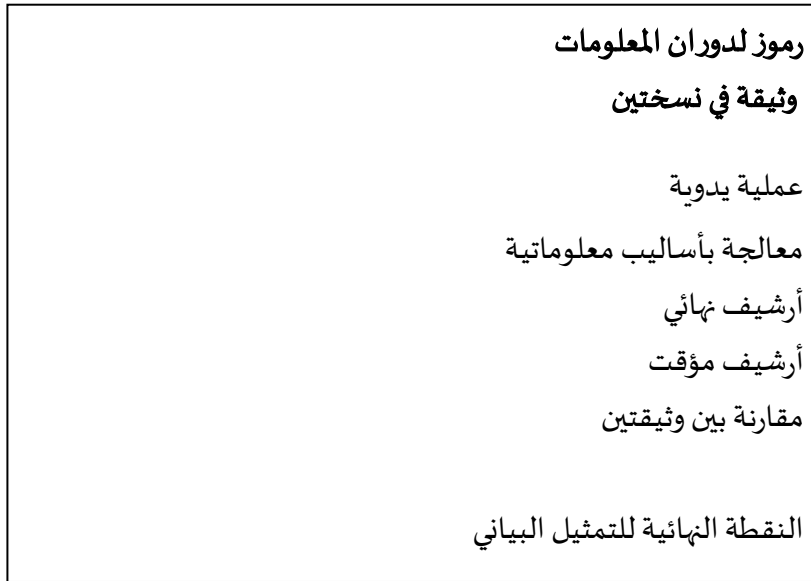 رموز لدوران المعلومات
وثيقة في نسختين
عملية يدوية
معالجة بأساليب معلوماتية
أرشيف نهائي
أرشيف مؤقت
مقارنة بين وثيقتين
النقطة النهائية للتمثيل البياني